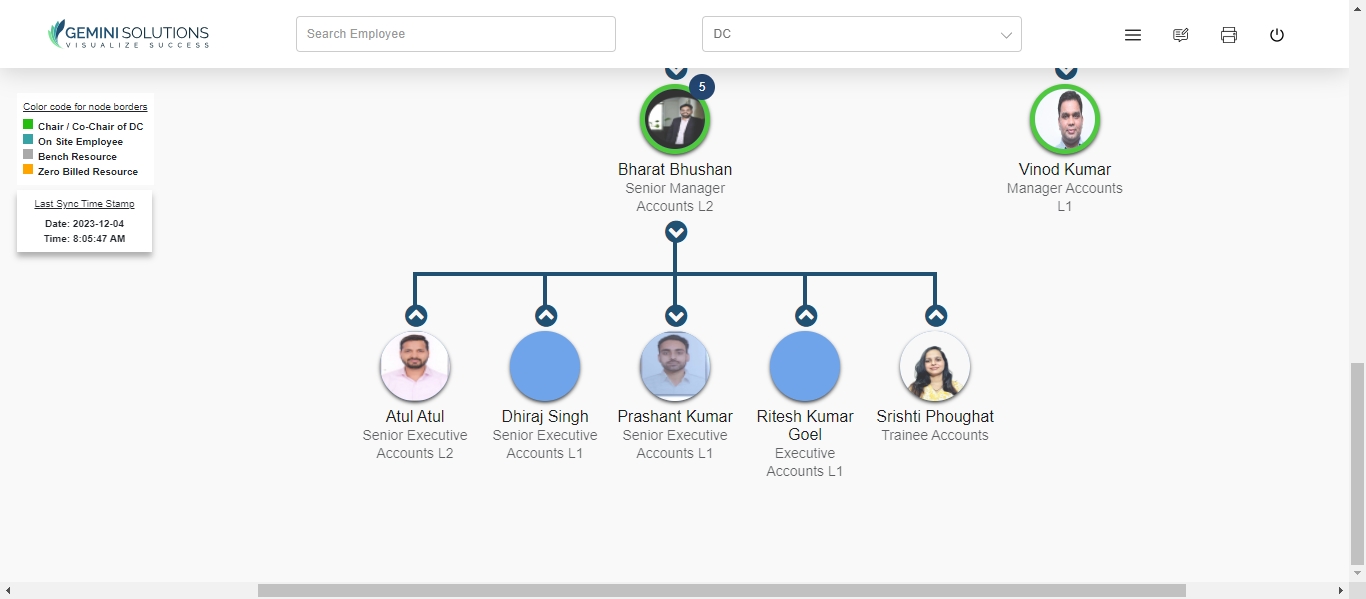 GEMINI SOLUTIONS
VISUALIZE SUCCESS
Search Employee
DC
Color code for node borders
Chair / Co-Chair of DC
On Site Employee
Bench Resource
Zero Billed Resource
Last Sync Time Stamp
Date: 2023-12-04
Time: 8:05:47 AM
5
Bharat Bhushan
Senior Manager
Accounts L2
Vinod Kumar
Manager Accounts
L1
Atul Atul
Senior Executive
Accounts L2
Dhiraj Singh
Senior Executive
Accounts L1
Prashant Kumar
Senior Executive
Accounts L1
Ritesh Kumar
Goel
Executive
Accounts L1
Srishti Phoughat
Trainee Accounts